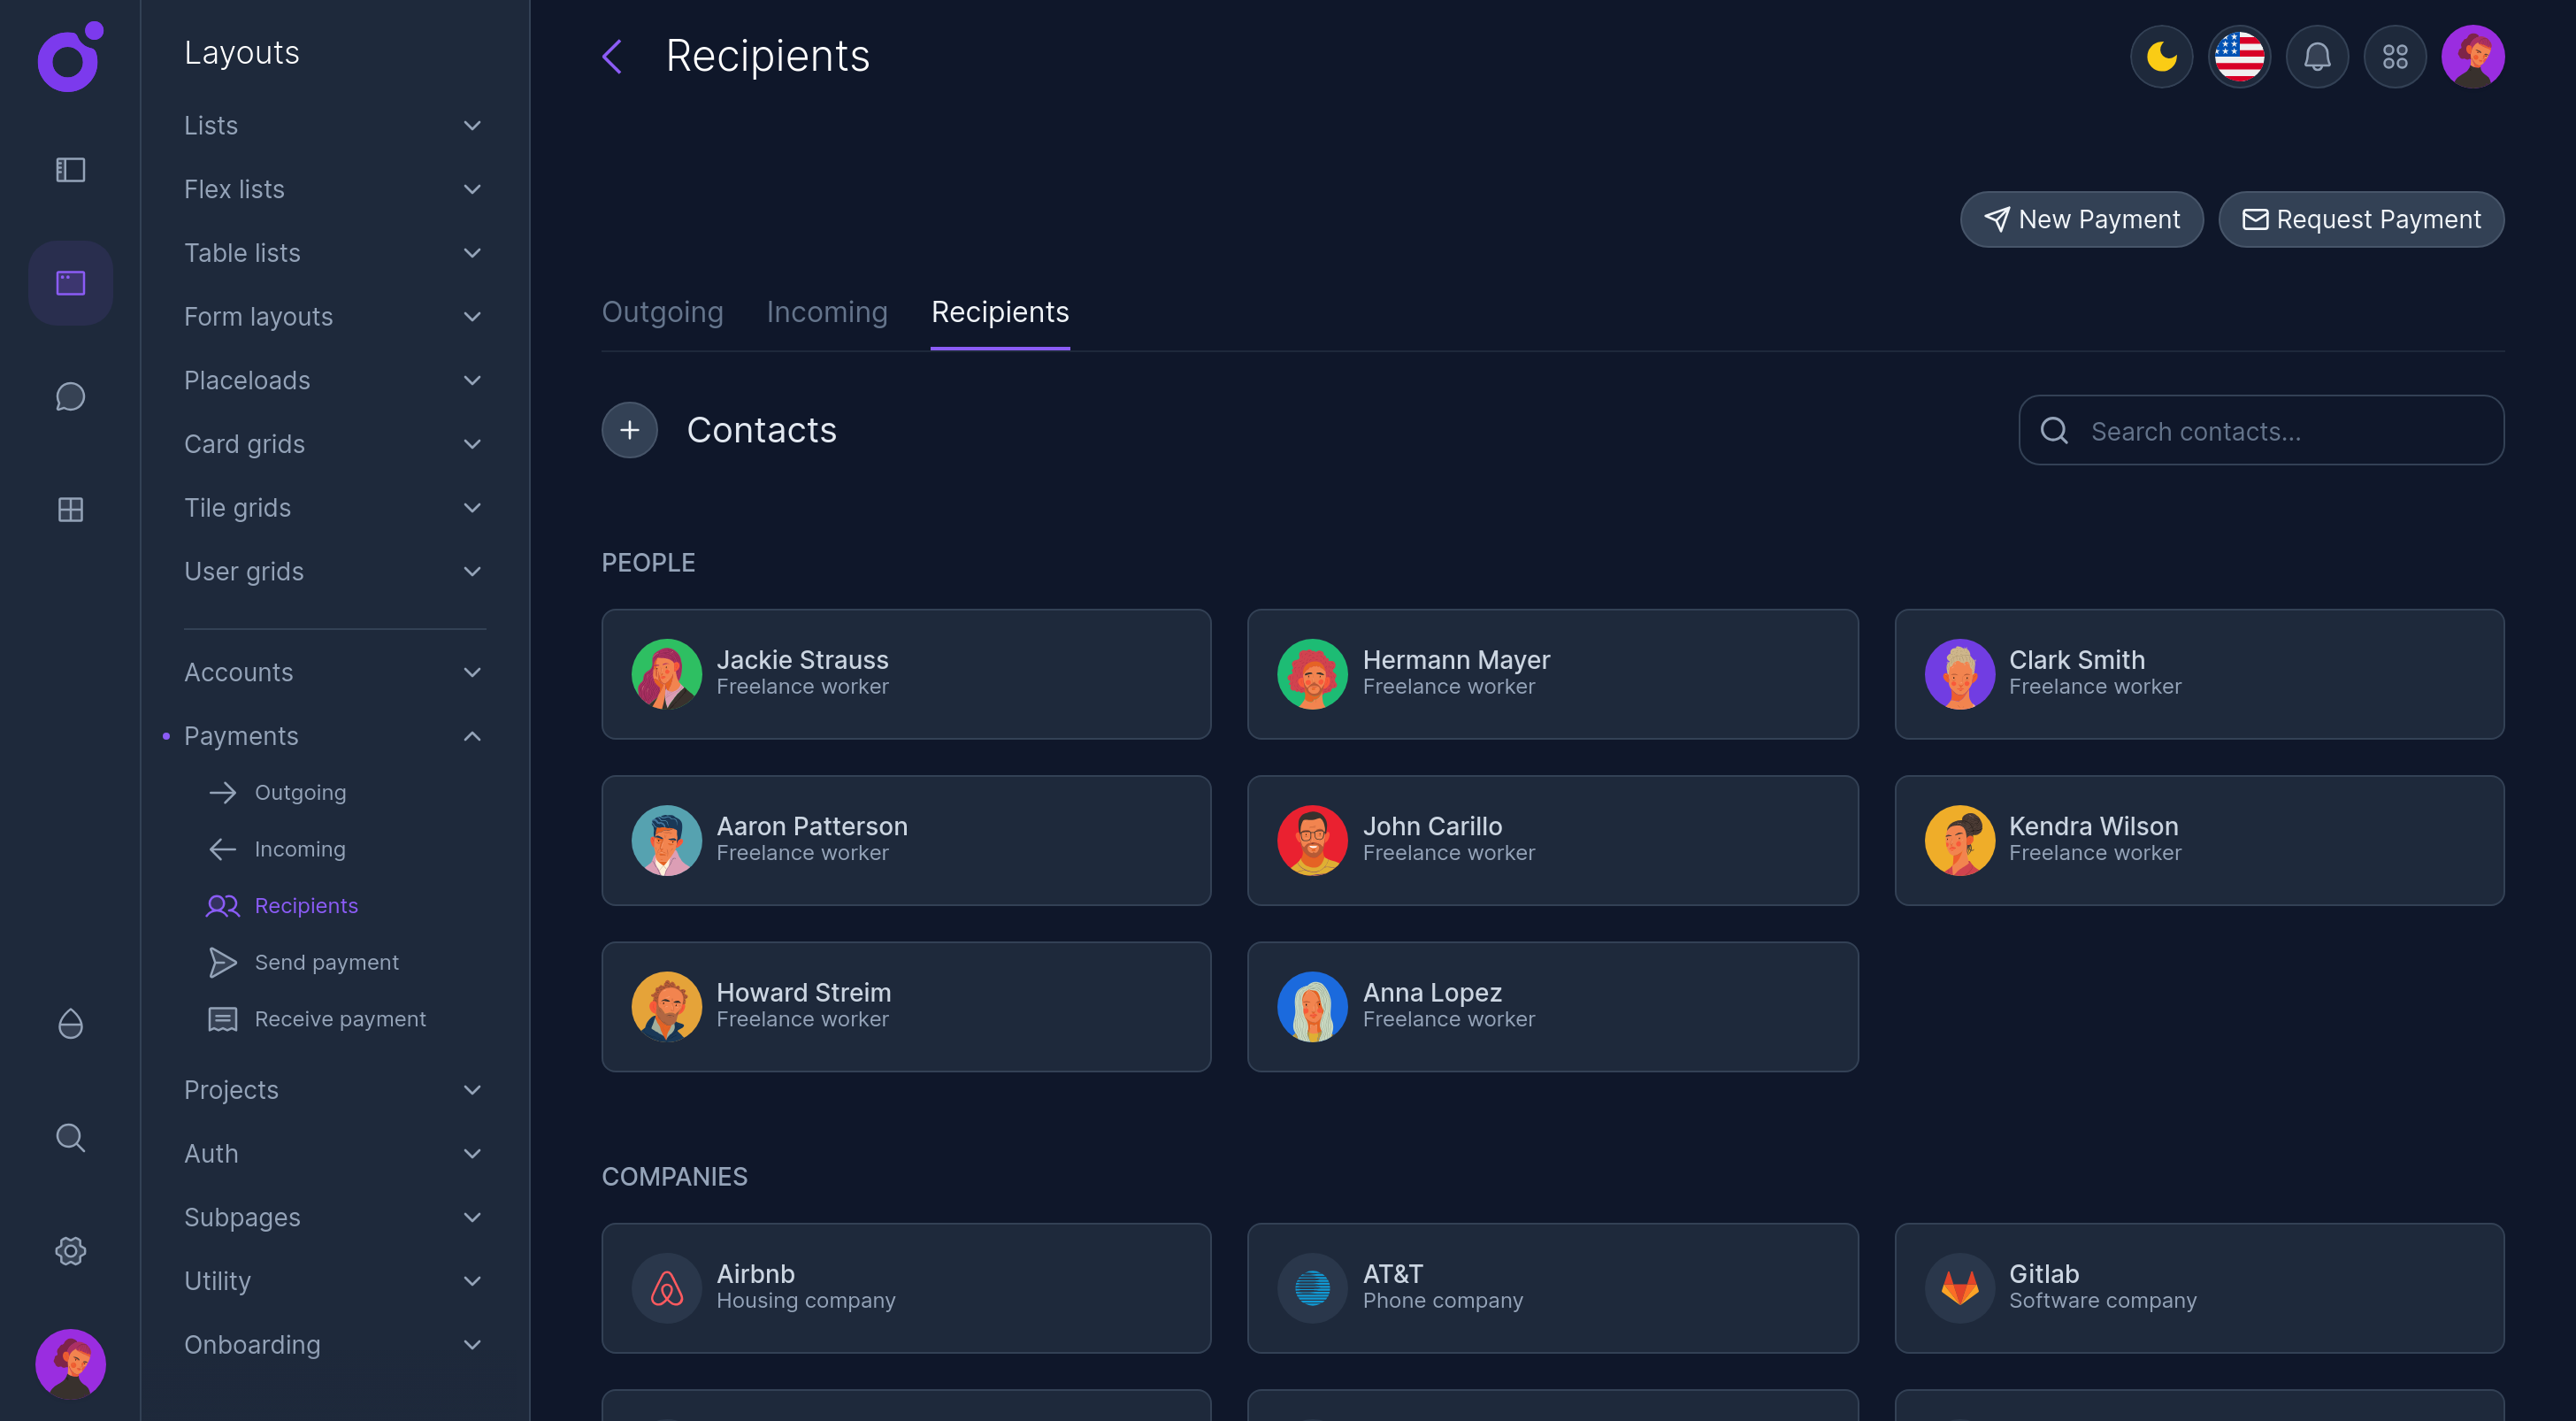 Layouts
Lists
Flex lists
Table lists
Form layouts
Placeloads
Card grids
Tile grids
User grids
Accounts
Payments
Outgoing
Incoming
Recipients
Send payment
Receive payment
Projects
Auth
Subpages
Utility
Onboarding
Recipients
New Payment
Request Payment
Outgoing
Incoming
Recipients
Contacts
Search contacts...
PEOPLE
Jackie Strauss
Freelance worker
Hermann Mayer
Freelance worker
Clark Smith
Freelance worker
Aaron Patterson
Freelance worker
John Carillo
Freelance worker
Kendra Wilson
Freelance worker
Howard Streim
Freelance worker
Anna Lopez
Freelance worker
COMPANIES
Airbnb
Housing company
AT&T
Phone company
Gitlab
Software company